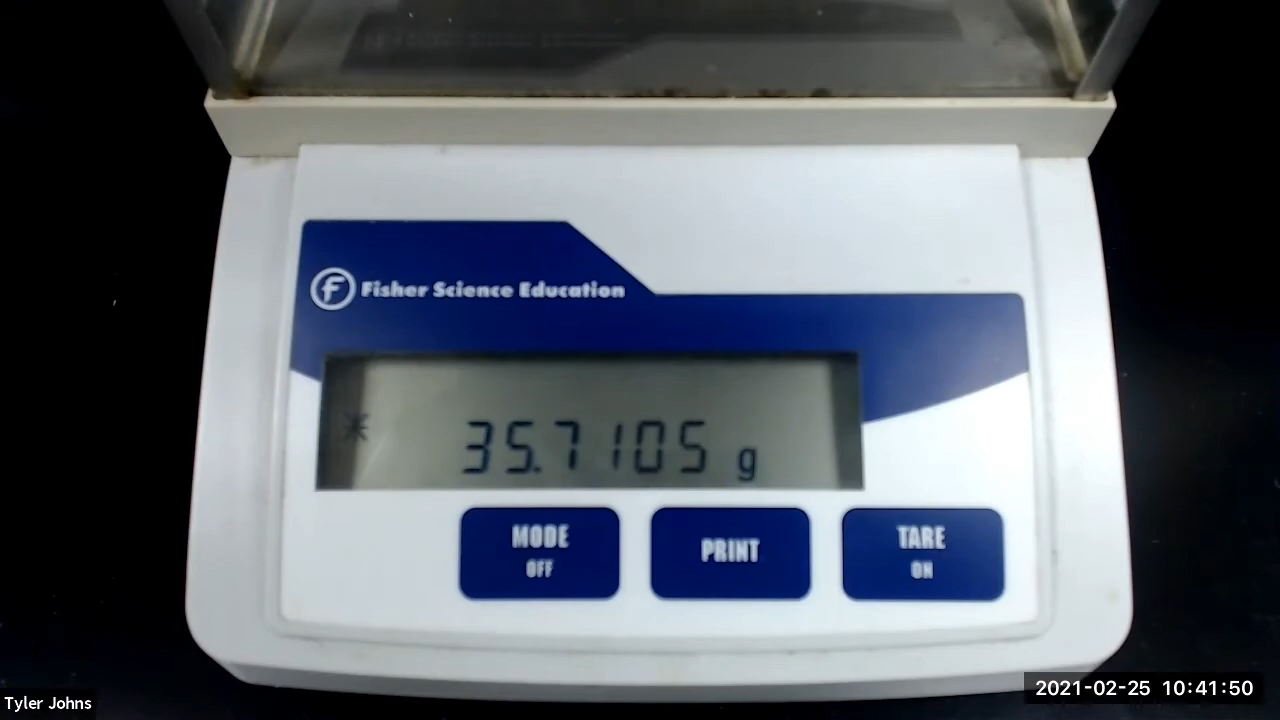 Fisher Science Education
* 35.7105 g
MODE PRINT TARE
OFF ON
Tyler Johns
2021-02-25 10:41:50